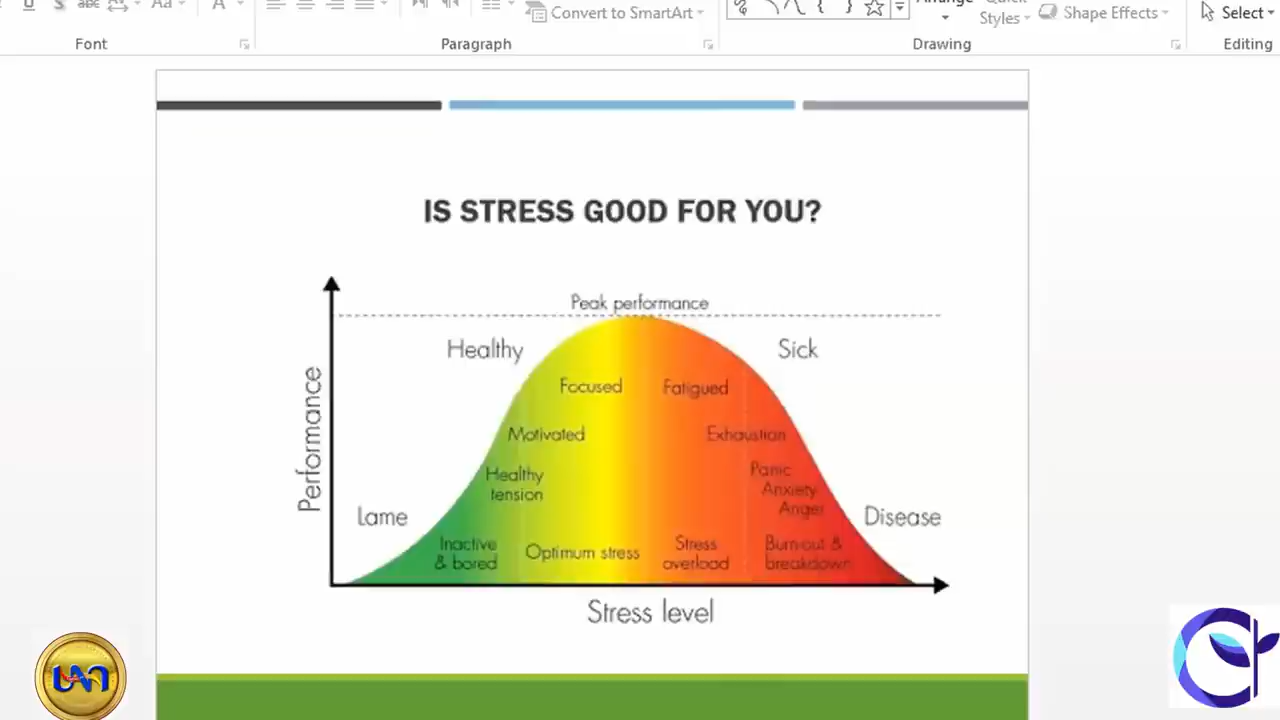 Convert to SmartArt
Styles
Shape Effects
Select
Font
Paragraph
Drawing
Editing
IS STRESS GOOD FOR YOU?
Peak performance
Healthy
Sick
Focused
Fatigued
Motivated
Exhaustion
Healthy
tension
Panic
Anxiety
Anger
Performance
Lame
Disease
Inactive
& bored
Optimum stress
Stress
overload
Burn-out &
breakdown
Stress level